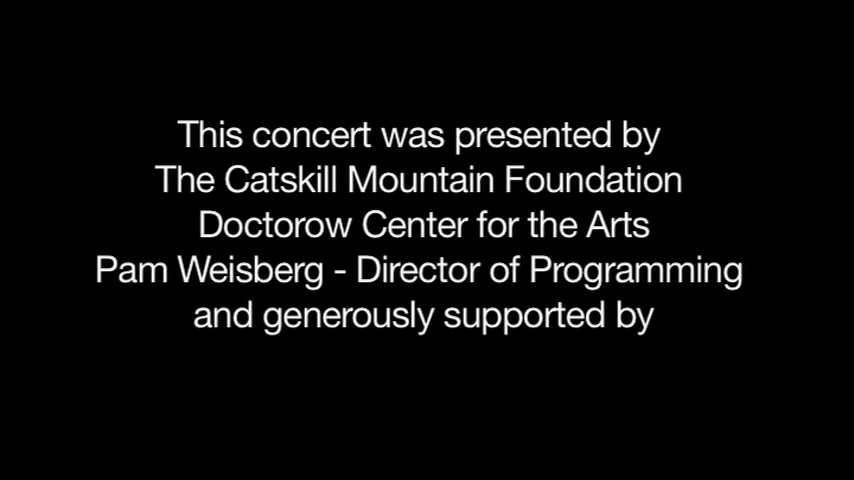 This concert was presented by
The Catskill Mountain Foundation
Doctorow Center for the Arts
Pam Weisberg - Director of Programming
and generously supported by